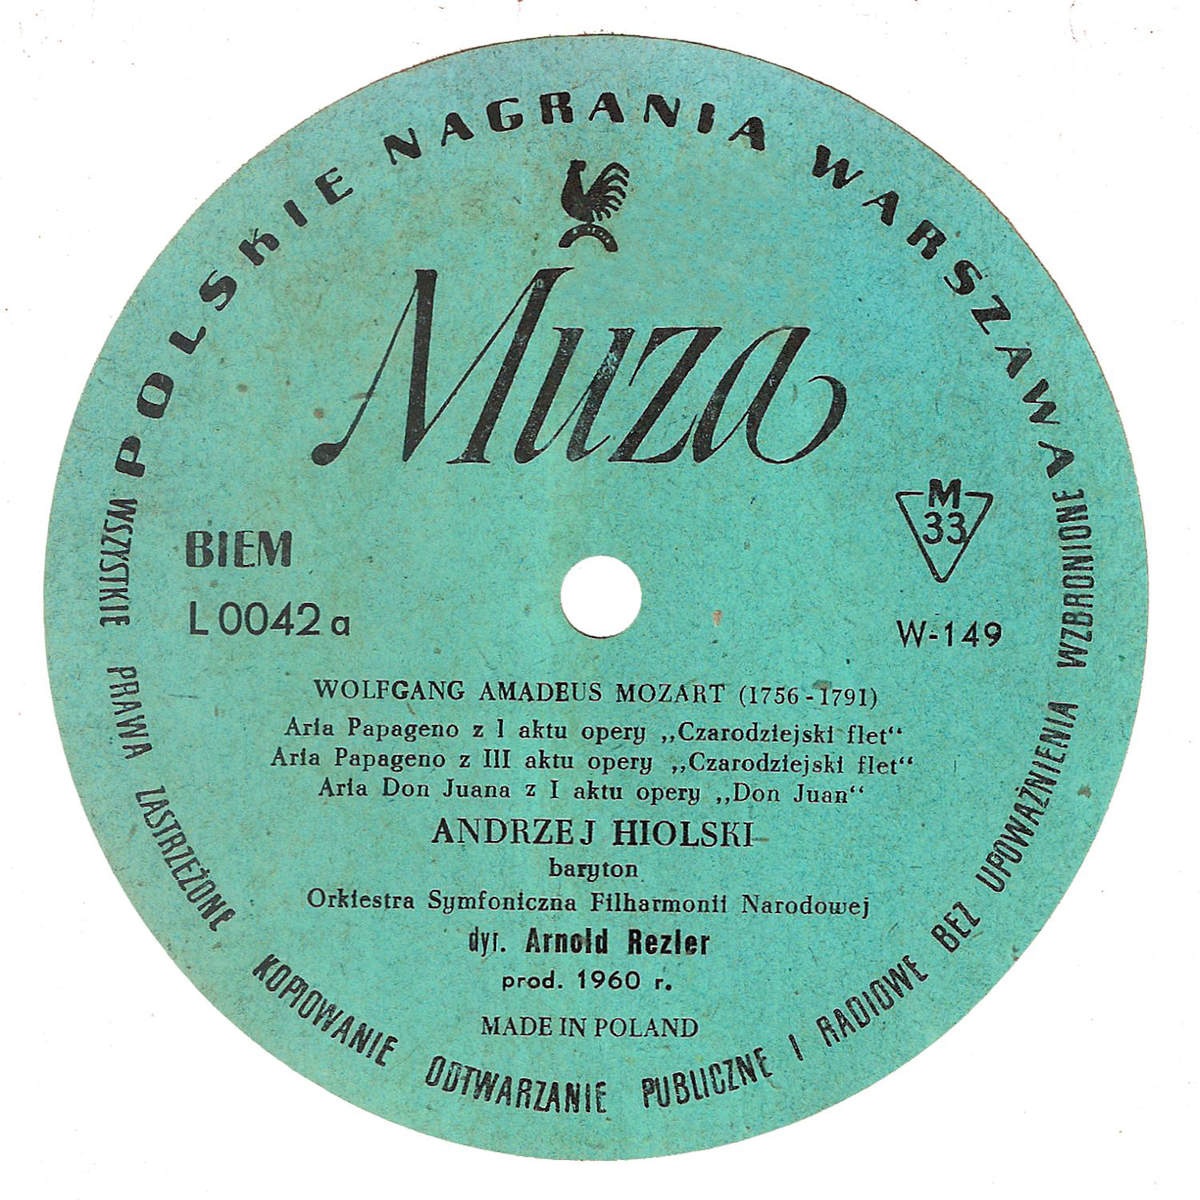 POLSKIE NAGRANIA WARSZAWA
Muza
M
33
BIEM
L 0042 a
W-149
WOLFGANG AMADEUS MOZART (1756-1791)
Aria Papageno z I aktu opery „Czarodziejski flet“
Aria Papageno z III aktu opery „Czarodziejski flet“
Aria Don Juana z I aktu opery „Don Juan“
ANDRZEJ HIOLSKI
baryton
Orkiestra Symfoniczna Filharmonii Narodowej
dyr. Arnold Rezler
prod. 1960 r.
MADE IN POLAND
WSZYSTKIE PRAWA ZASTRZEŻONE KOPIOWANIE ODTWARZANIE PUBLICZNE I RADIOWE BEZ UPOWAŻNIENIA WZBRONIONE